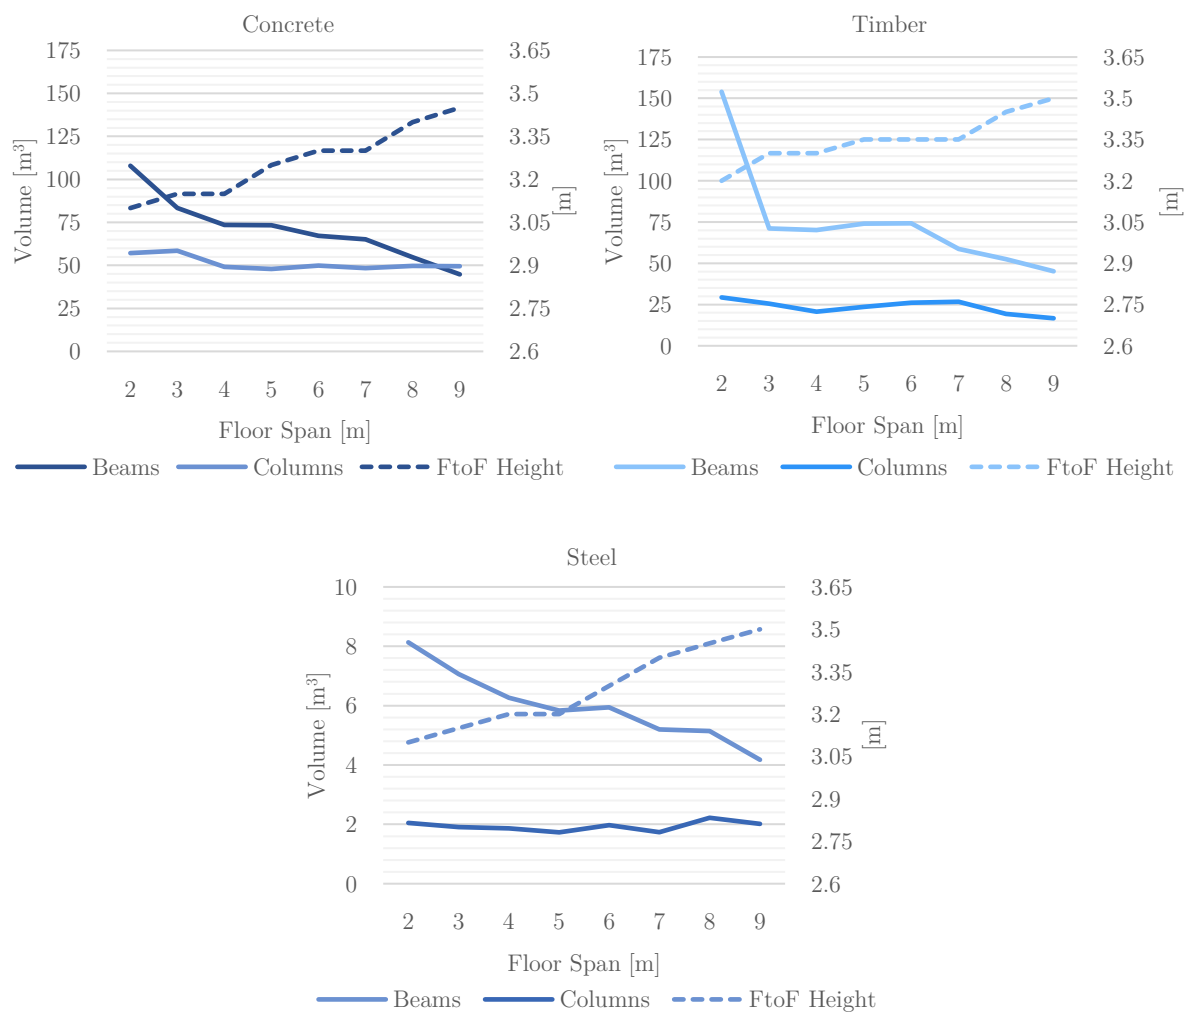 Concrete
175
150
125
100
75
50
25
0
Volume [m³]
3.65
3.5
3.35
3.2
3.05
2.9
2.75
2.6
[m]
2 3 4 5 6 7 8 9
Floor Span [m]
Beams Columns FtoF Height
Timber
175
150
125
100
75
50
25
0
Volume [m³]
3.65
3.5
3.35
3.2
3.05
2.9
2.75
2.6
[m]
2 3 4 5 6 7 8 9
Floor Span [m]
Beams Columns FtoF Height
Steel
10
8
6
4
2
0
Volume [m³]
3.65
3.5
3.35
3.2
3.05
2.9
2.75
2.6
[m]
2 3 4 5 6 7 8 9
Floor Span [m]
Beams Columns FtoF Height